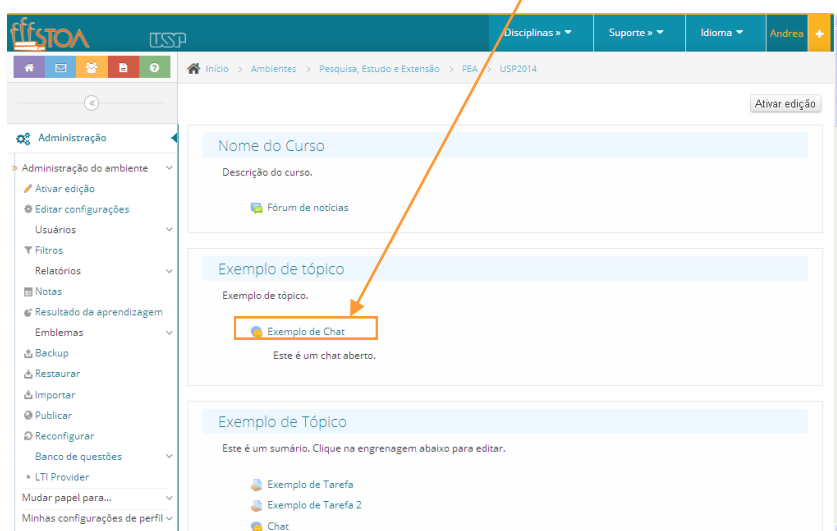 fffSTOA USP Disciplinas » Suporte » Idioma Andrea +
Início > Ambientes > Pesquisa, Estudo e Extensão > FEA > USP2014
Ativar edição
Administração
Administração do ambiente
Ativar edição
Editar configurações
Usuários
Filtros
Relatórios
Notas
Resultado da aprendizagem
Emblemas
Backup
Restaurar
Importar
Publicar
Reconfigurar
Banco de questões
LTI Provider
Mudar papel para...
Minhas configurações de perfil
Nome do Curso
Descrição do curso.
Fórum de notícias
Exemplo de tópico
Exemplo de tópico.
Exemplo de Chat
Este é um chat aberto.
Exemplo de Tópico
Este é um sumário. Clique na engrenagem abaixo para editar.
Exemplo de Tarefa
Exemplo de Tarefa 2
Chat